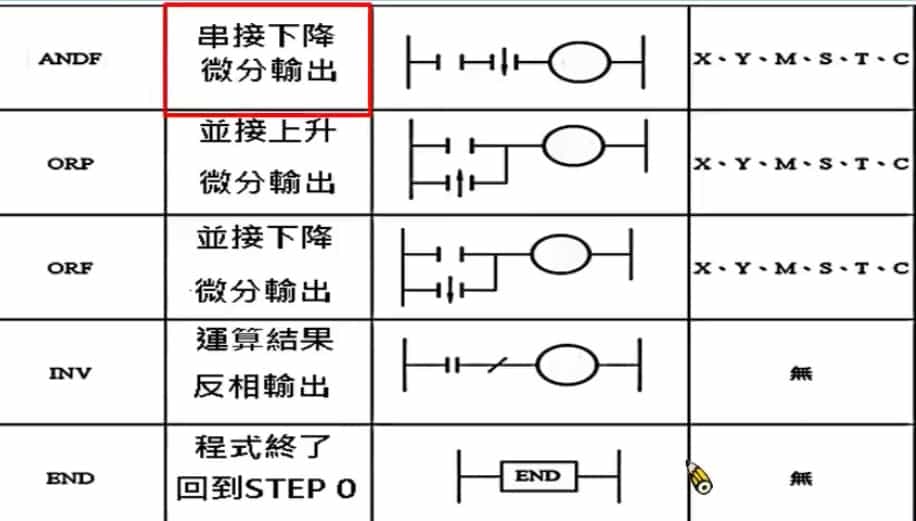 ANDF
串接下降
微分輸出
X、Y、M、S、T、C
ORP
並接上升
微分輸出
X、Y、M、S、T、C
ORF
並接下降
微分輸出
X、Y、M、S、T、C
INV
運算結果
反相輸出
無
END
程式終了
回到STEP 0
END
無